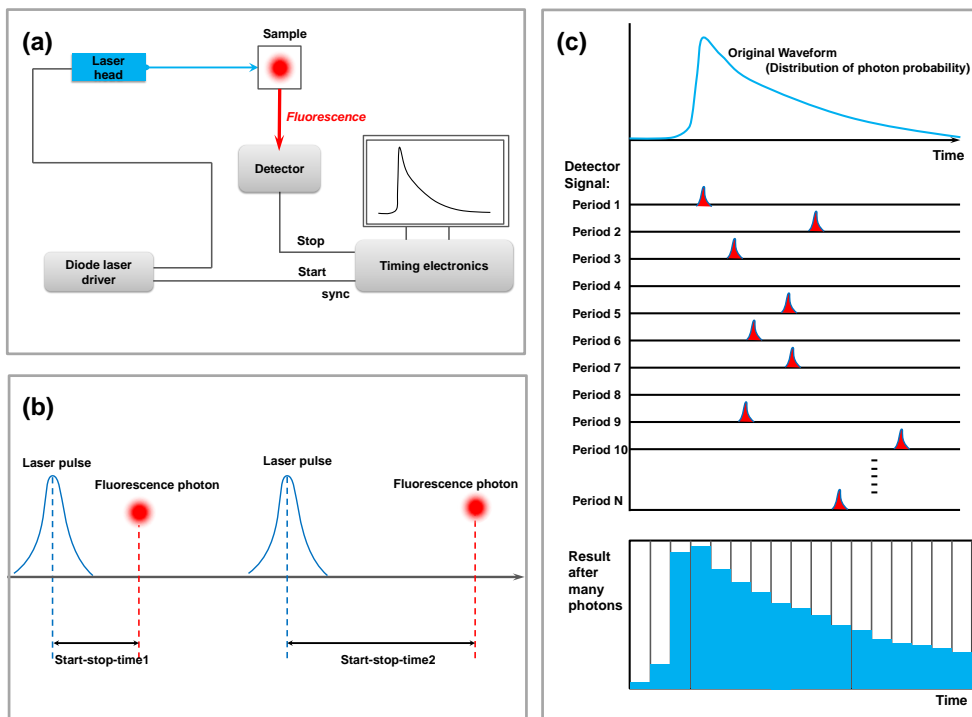 (a)
Sample
Laser
head
Fluorescence
Detector
Stop
Start
sync
Diode laser
driver
Timing electronics
(b)
Laser pulse
Fluorescence photon
Laser pulse
Fluorescence photon
Start-stop-time1
Start-stop-time2
(c)
Original Waveform
(Distribution of photon probability)
Time
Detector
Signal:
Period 1
Period 2
Period 3
Period 4
Period 5
Period 6
Period 7
Period 8
Period 9
Period 10
Period N
Result
after
many
photons
Time